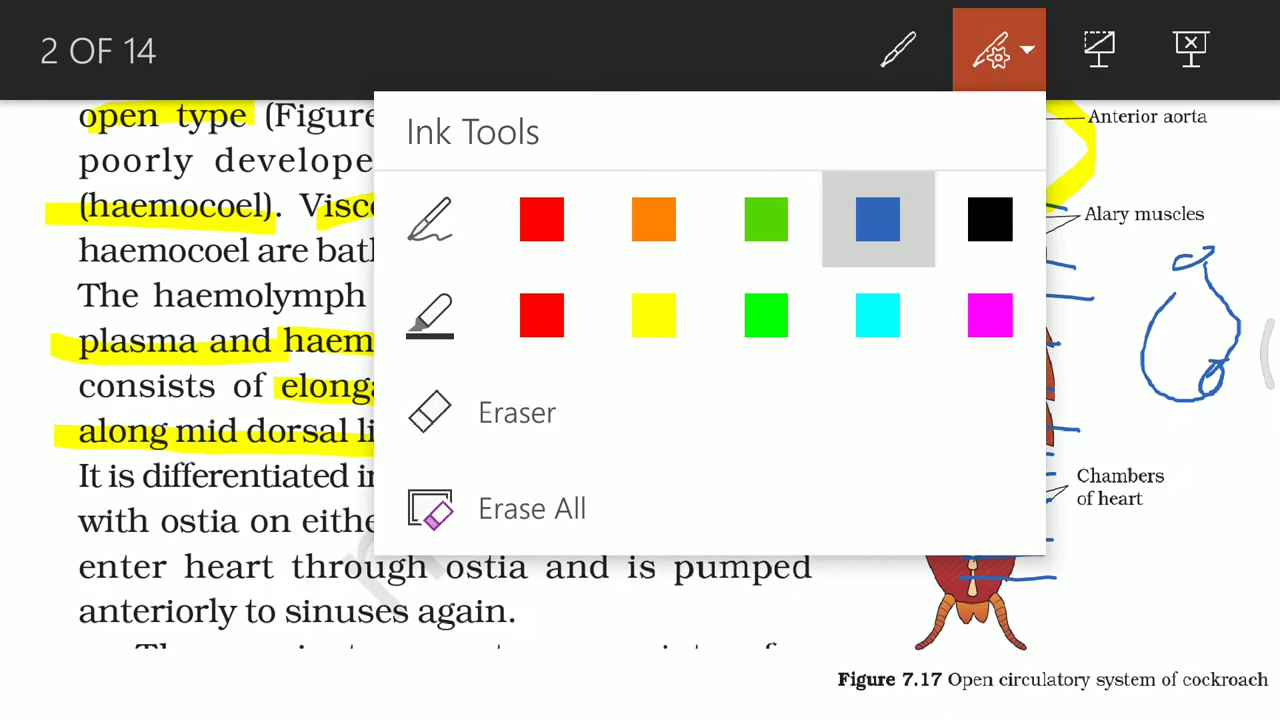 2 OF 14
Ink Tools
Eraser
Erase All
open type (Figure
poorly develope
(haemocoel). Visc
haemocoel are bath
The haemolymph
plasma and haem
consists of elonga
along mid dorsal li
It is differentiated in
with ostia on eithe
enter heart through ostia and is pumped
anteriorly to sinuses again.
Anterior aorta
Alary muscles
Chambers
of heart
Figure 7.17 Open circulatory system of cockroach